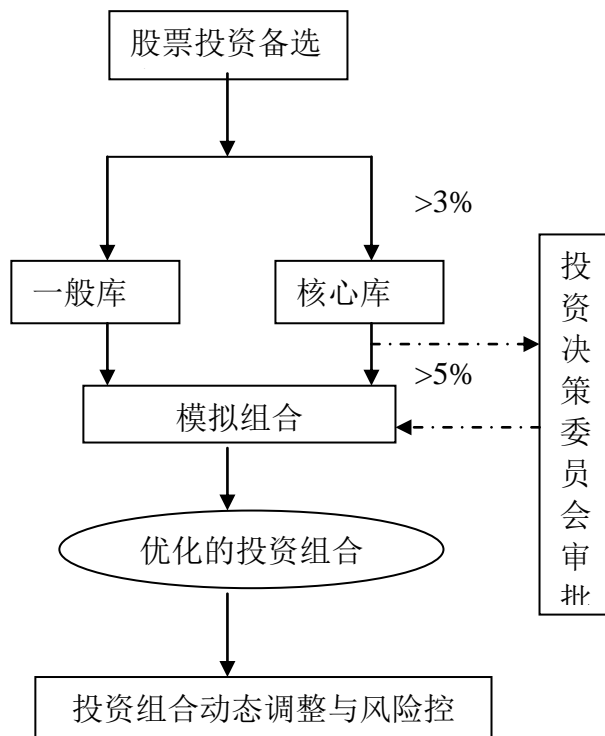 股票投资备选
>3%
一般库
核心库
>5%
模拟组合
优化的投资组合
投资组合动态调整与风险控
投
资
决
策
委
员
会
审
批